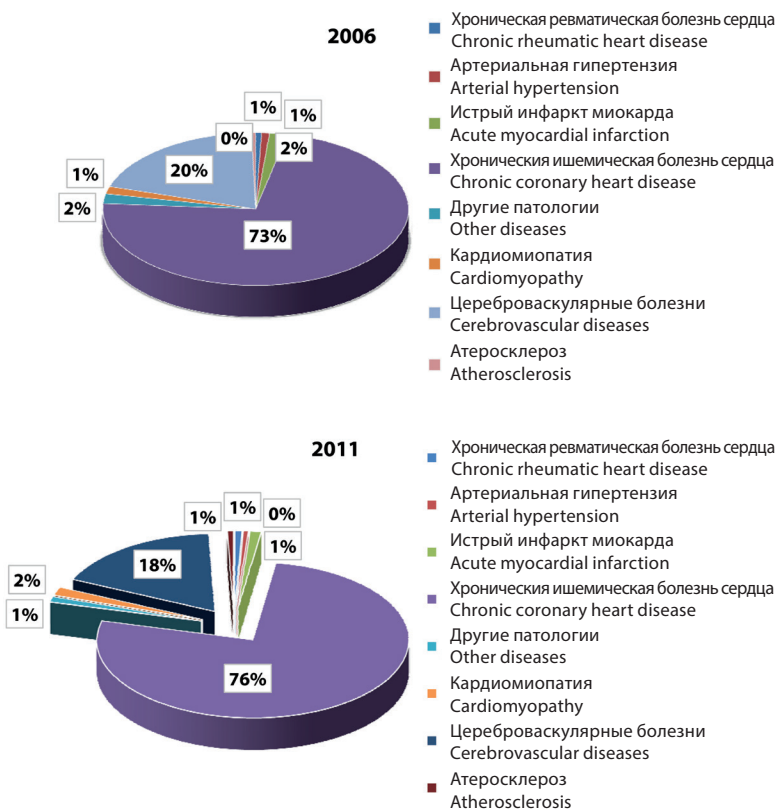 2006
1%
1%
0%
2%
20%
1%
2%
73%
Хроническая ревматическая болезнь сердца
Chronic rheumatic heart disease
Артериальная гипертензия
Arterial hypertension
Истрый инфаркт миокарда
Acute myocardial infarction
Хроническия ишемическая болезнь сердца
Chronic coronary heart disease
Другие патологии
Other diseases
Кардиомиопатия
Cardiomyopathy
Цереброваскулярные болезни
Cerebrovascular diseases
Атеросклероз
Atherosclerosis
2011
1%
1%
0%
1%
18%
2%
1%
76%
Хроническая ревматическая болезнь сердца
Chronic rheumatic heart disease
Артериальная гипертензия
Arterial hypertension
Истрый инфаркт миокарда
Acute myocardial infarction
Хроническия ишемическая болезнь сердца
Chronic coronary heart disease
Другие патологии
Other diseases
Кардиомиопатия
Cardiomyopathy
Цереброваскулярные болезни
Cerebrovascular diseases
Атеросклероз
Atherosclerosis